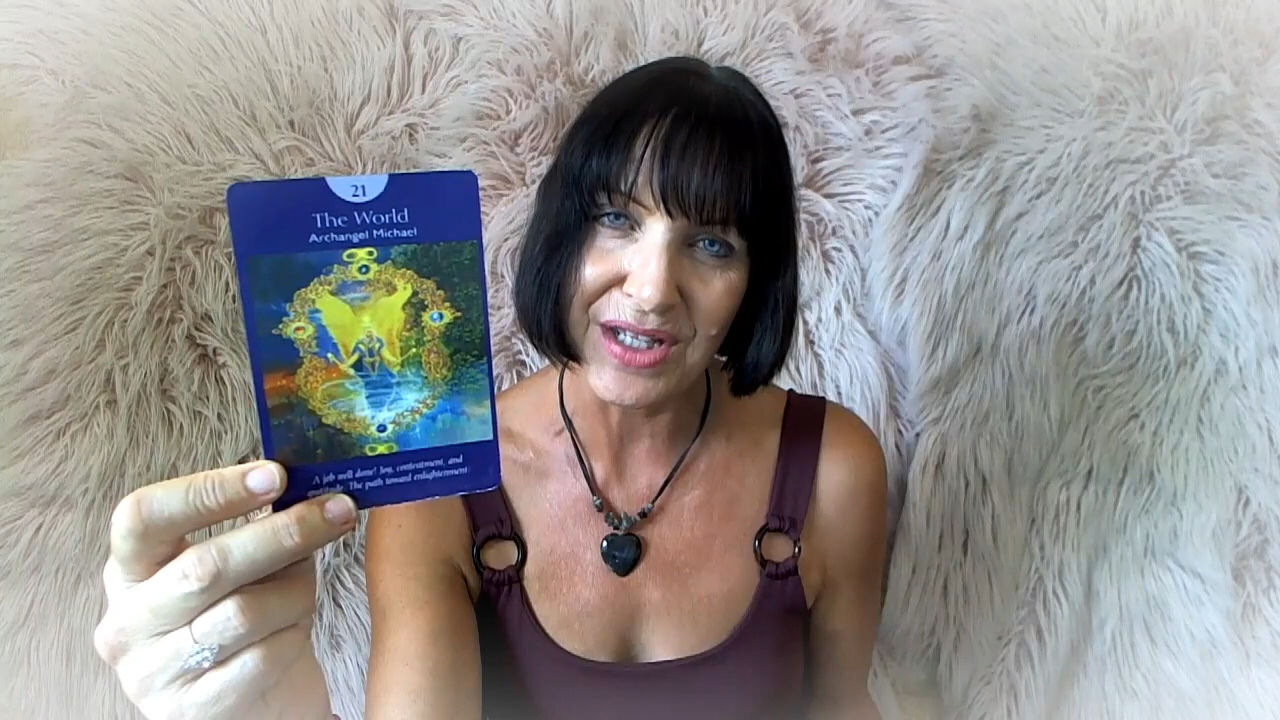 21
The World
Archangel Michael
A job well done! Joy, contentment, and
gratitude. The path toward enlightenment.